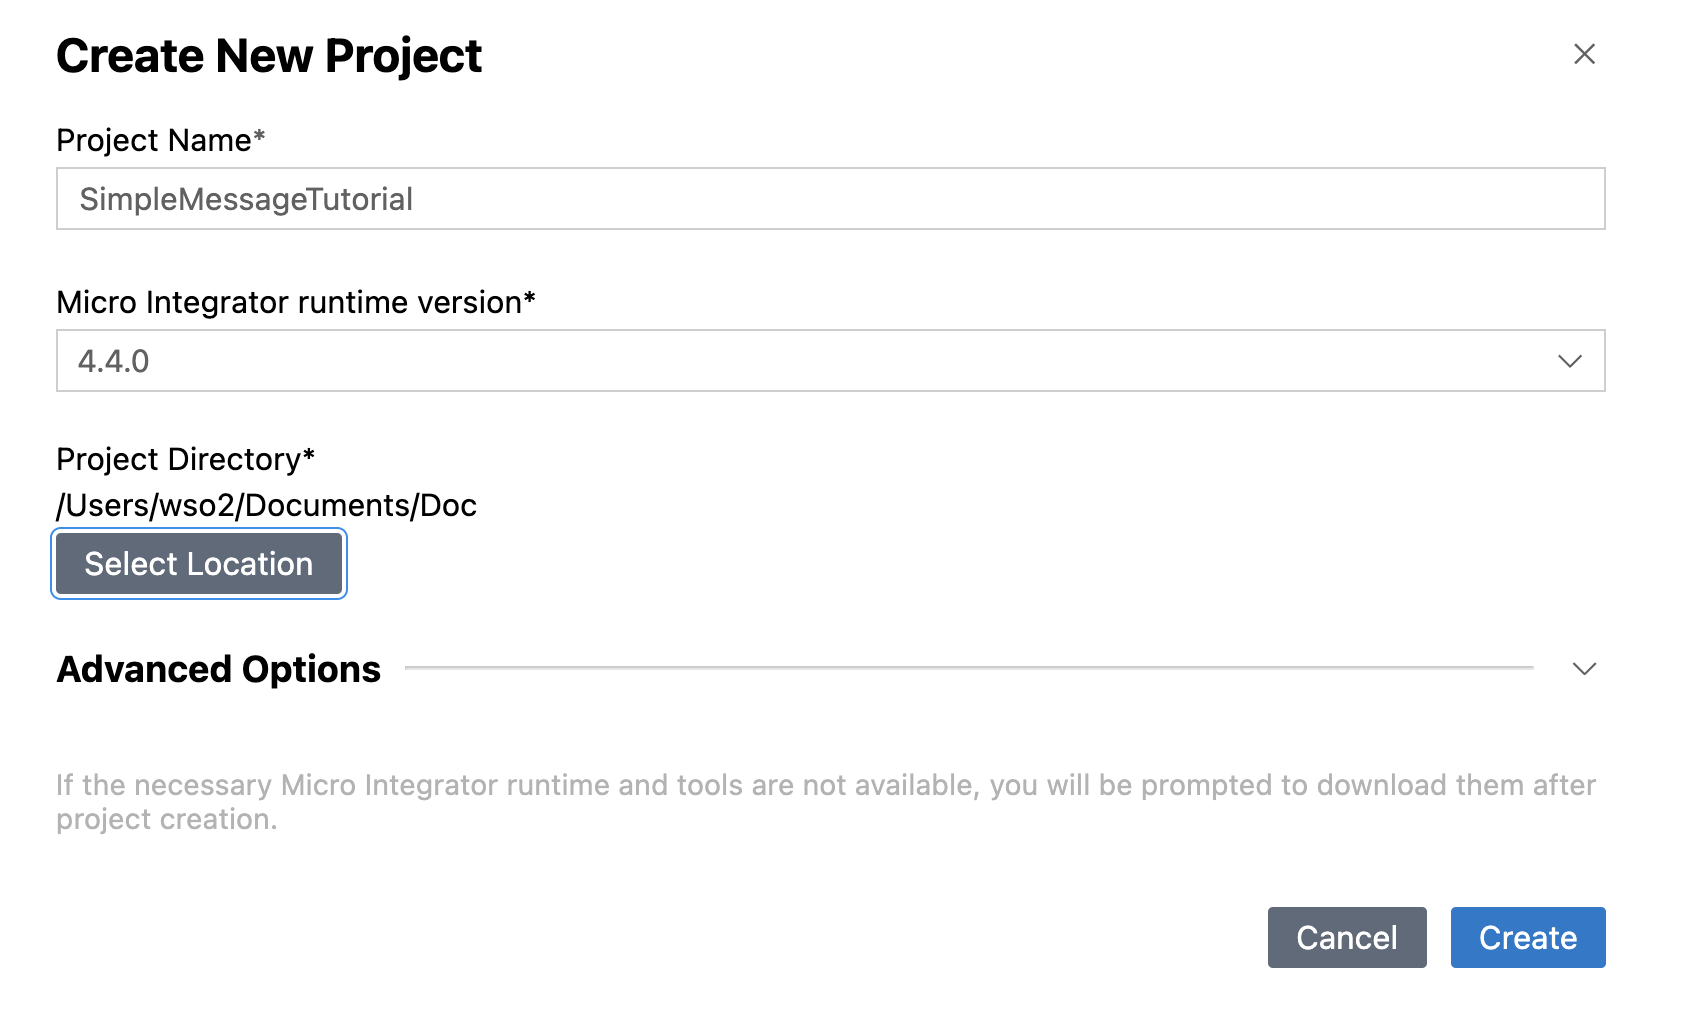 Create New Project
Project Name*
SimpleMessageTutorial
Micro Integrator runtime version*
4.4.0
Project Directory*
/Users/wso2/Documents/Doc
Select Location
Advanced Options
If the necessary Micro Integrator runtime and tools are not available, you will be prompted to download them after
project creation.
Cancel
Create